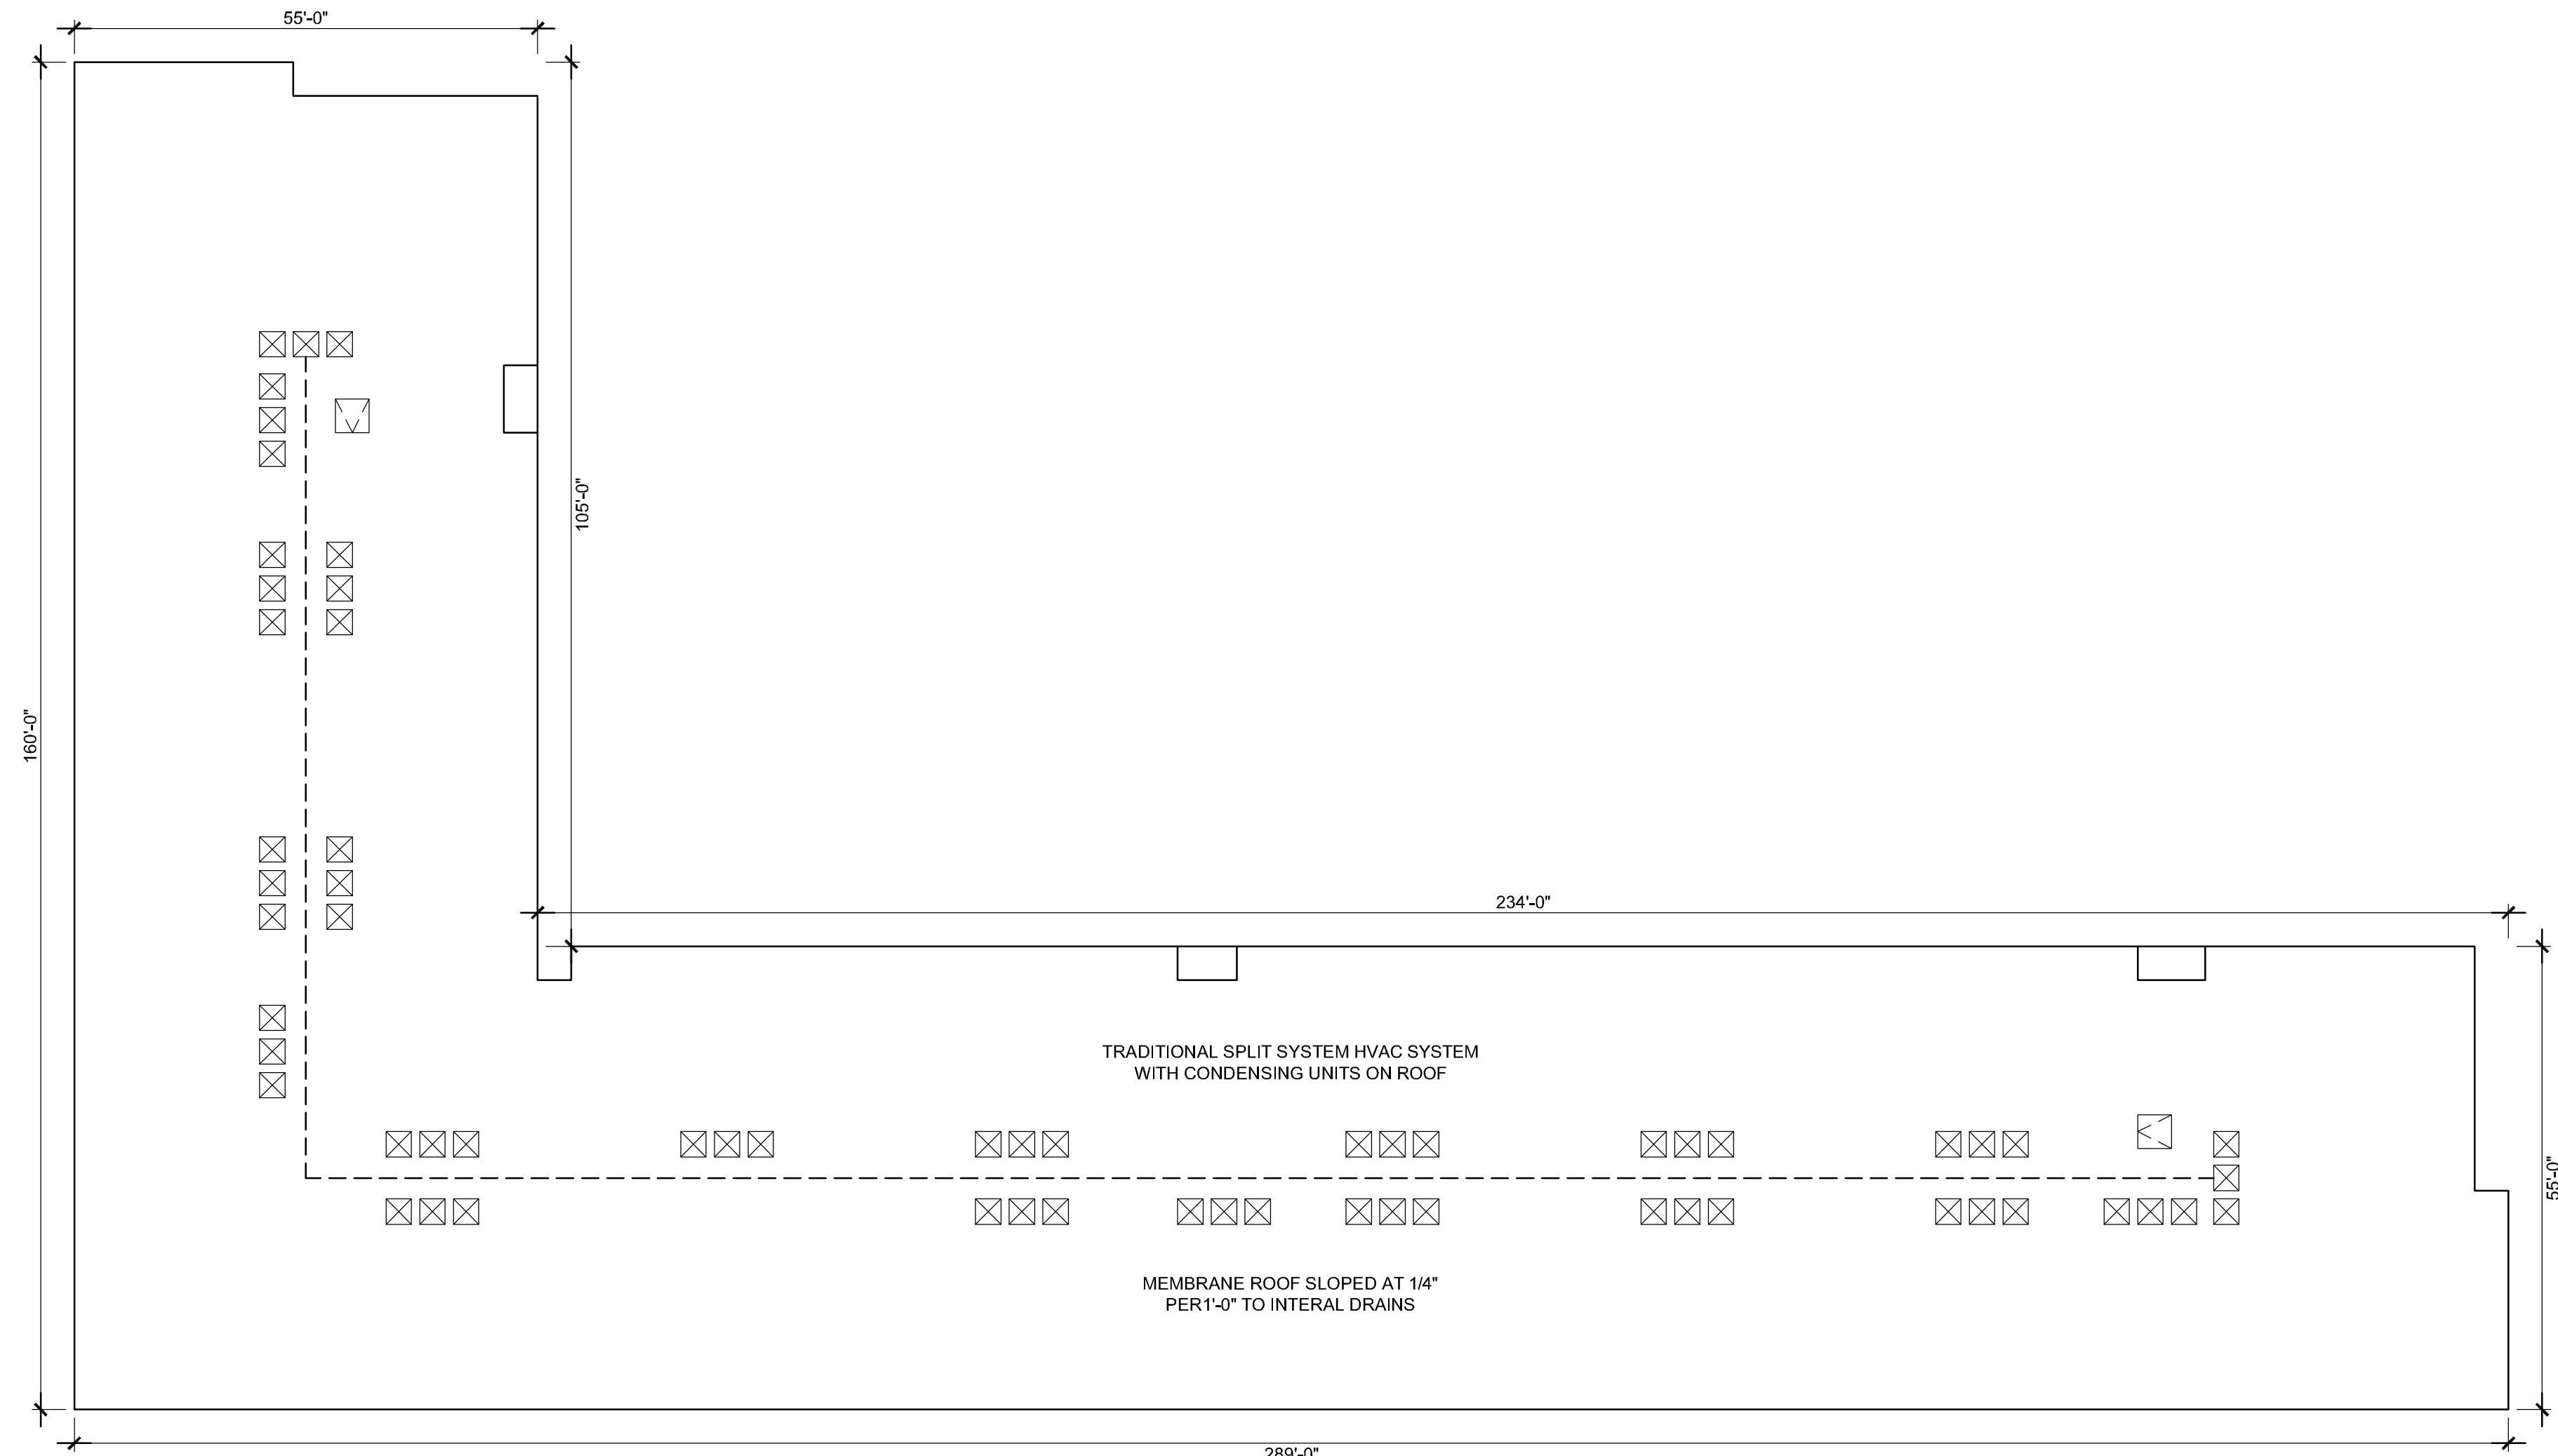 55'-0"
105'-0"
160'-0"
234'-0"
TRADITIONAL SPLIT SYSTEM HVAC SYSTEM
WITH CONDENSING UNITS ON ROOF
55'-0"
MEMBRANE ROOF SLOPED AT 1/4"
PER1'-0" TO INTERAL DRAINS
289'-0"